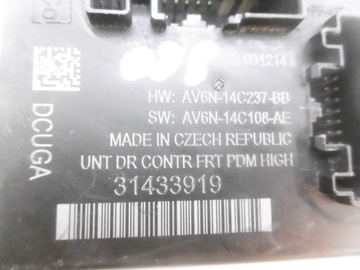 031214
HW: AV6N-14C237-BB
SW: AV6N-14C108-AE
MADE IN CZECH REPUBLIC
UNT DR CONTR FRT PDM HIGH
31433919
DCUGA